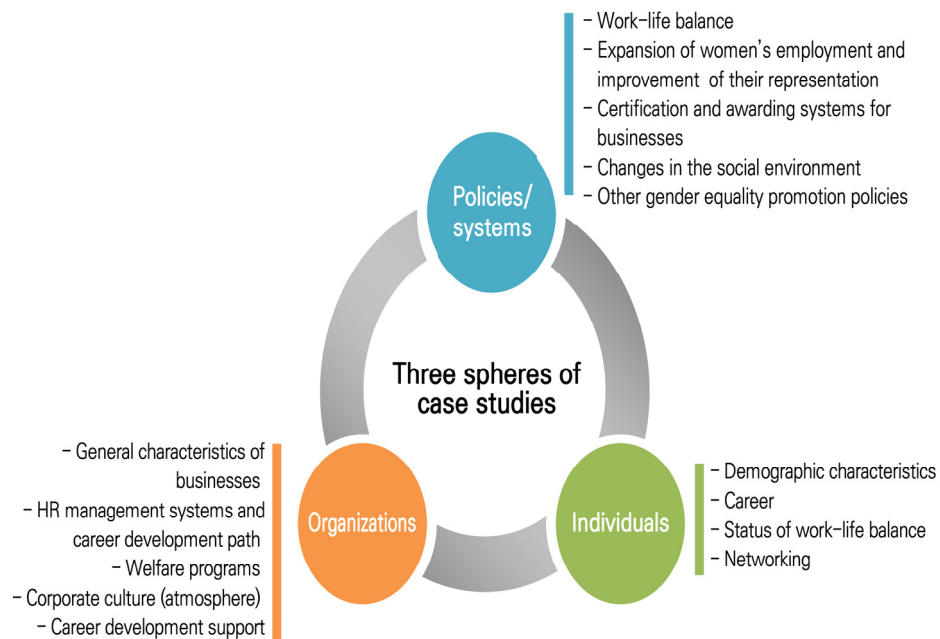 - Work-life balance
- Expansion of women's employment and
improvement of their representation
- Certification and awarding systems for
businesses
- Changes in the social environment
- Other gender equality promotion policies
Policies/
systems
Three spheres of
case studies
- General characteristics of
businesses
- HR management systems and
career development path
- Welfare programs
- Corporate culture (atmosphere)
- Career development support
Organizations
Individuals
- Demographic characteristics
- Career
- Status of work-life balance
- Networking